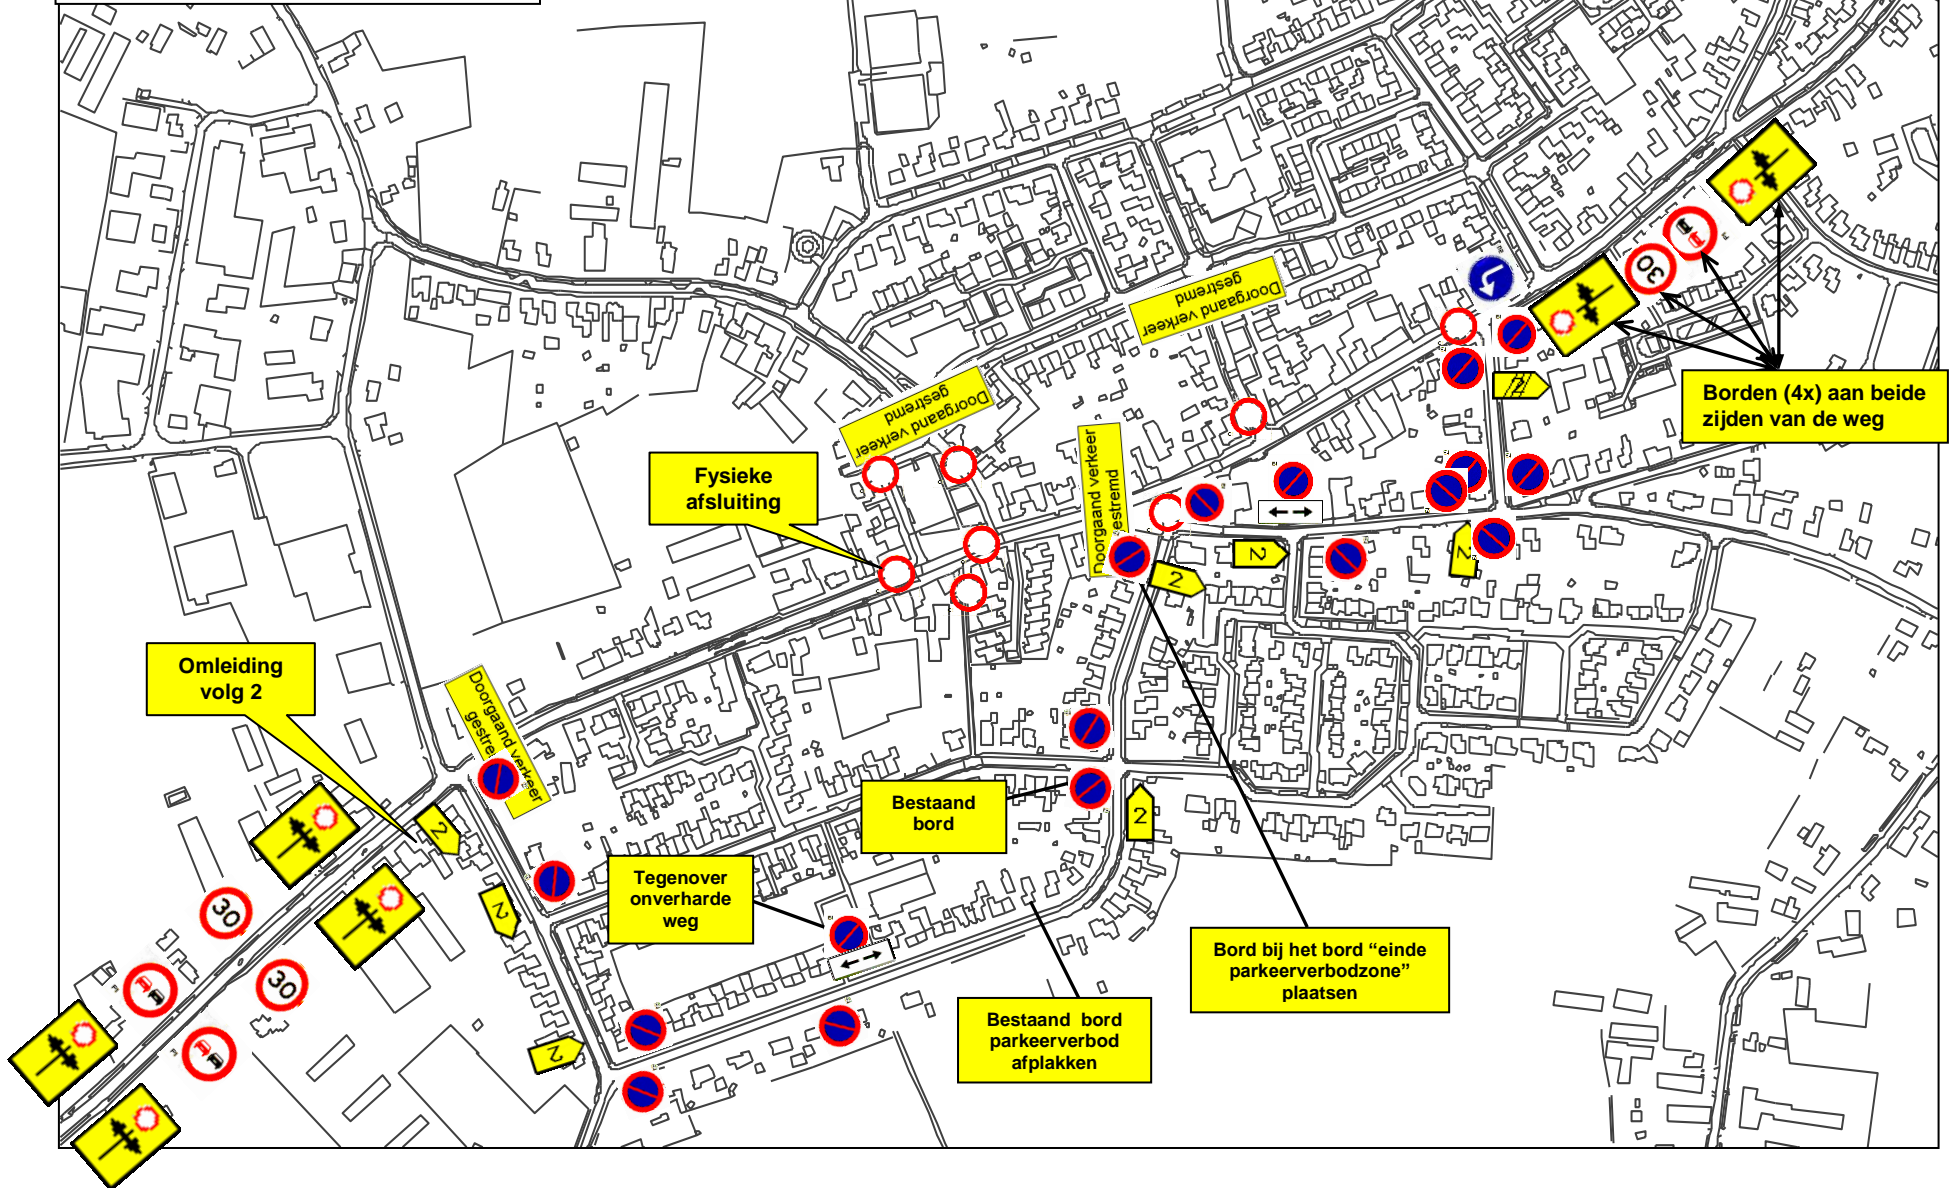 Doorgaand verkeer
gestremd
Borden (4x) aan beide
zijden van de weg
30
Doorgaand verkeer
gestremd
2
Fysieke
afsluiting
Doorgaand verkeer
gestremd
2
2
2
Omleiding
volg 2
Doorgaand verkeer
gestremd
Bestaand
bord
2
2
Tegenover
onverharde
weg
2
30
30
Bord bij het bord “einde
parkeerverbodzone”
plaatsen
Bestaand bord
parkeerverbod
afplakken
2